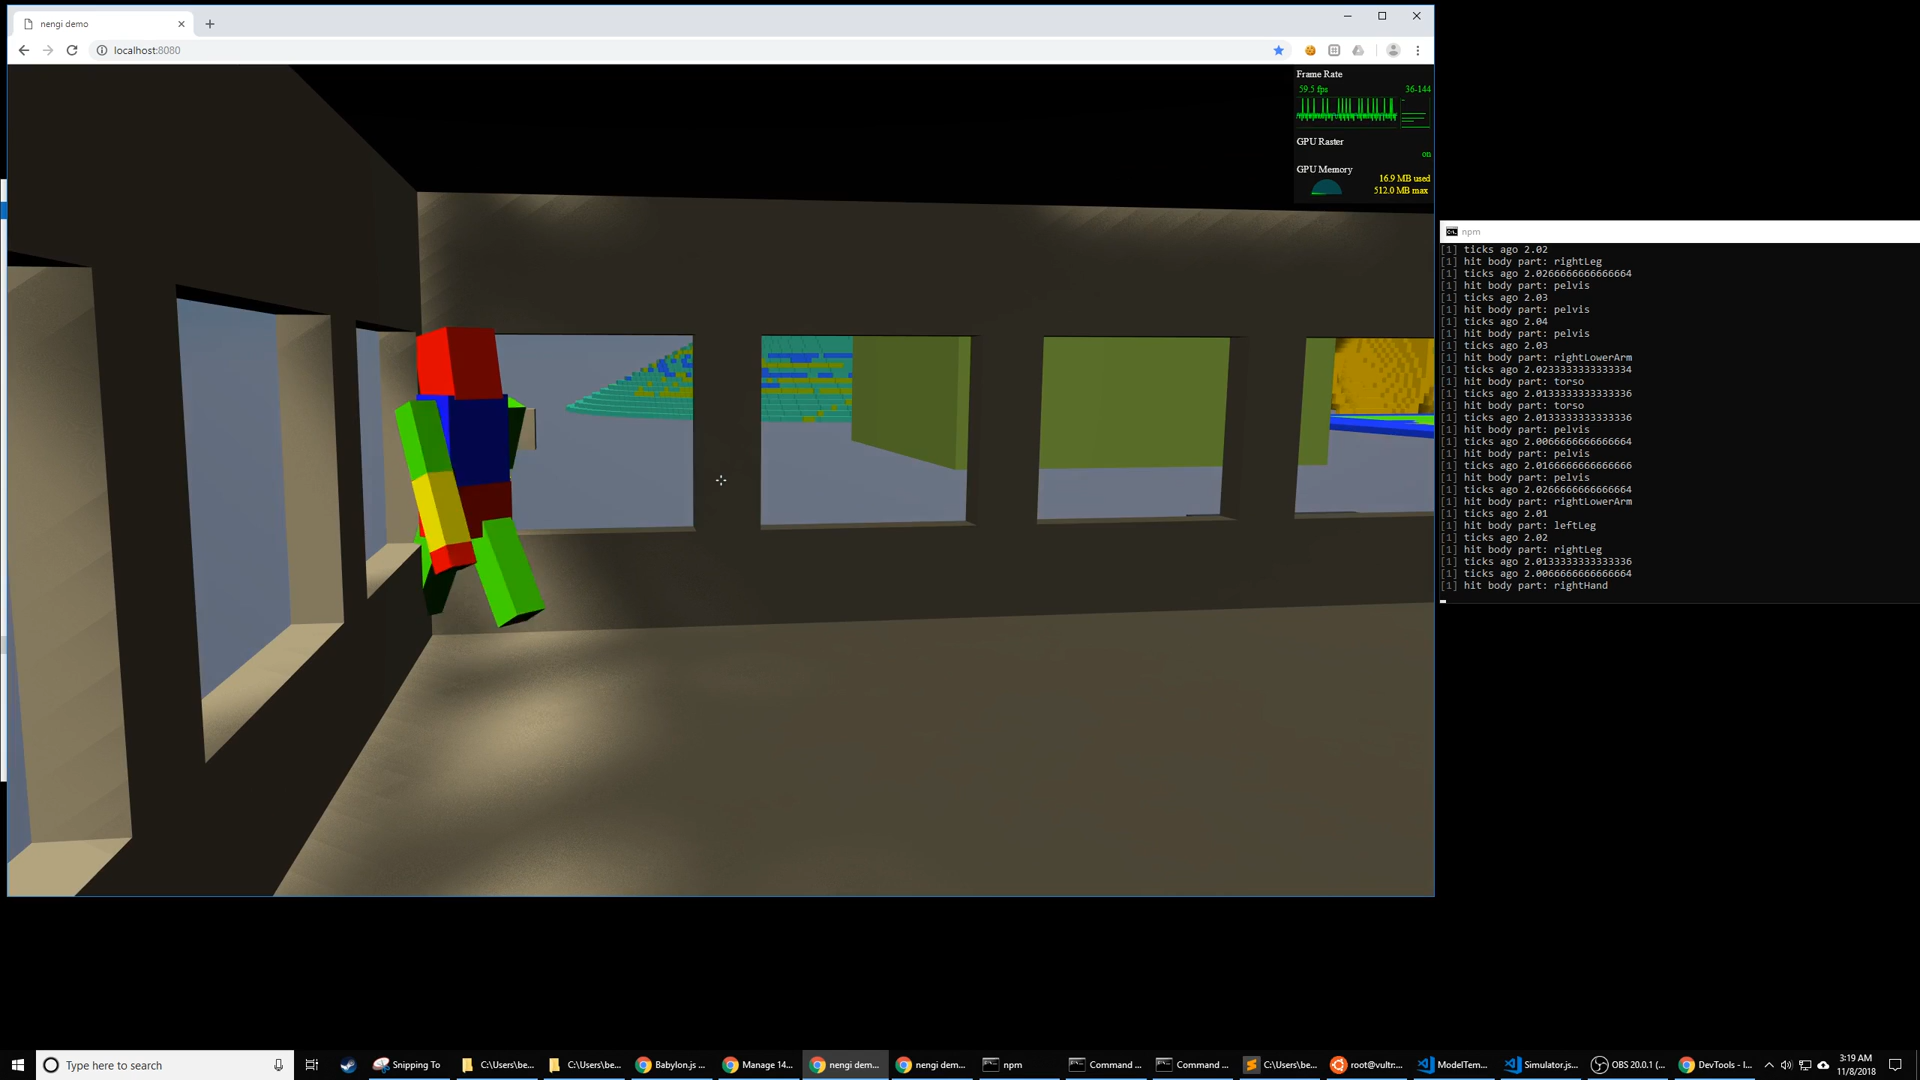 nengi demo
localhost:8080
Frame Rate
59.5 fps 36-144
GPU Raster
on
GPU Memory
16.9 MB used
512.0 MB max
npm
[1] ticks ago 2.02
[1] hit body part: rightLeg
[1] ticks ago 2.0266666666666664
[1] hit body part: pelvis
[1] ticks ago 2.03
[1] hit body part: pelvis
[1] ticks ago 2.04
[1] hit body part: pelvis
[1] ticks ago 2.03
[1] hit body part: rightLowerArm
[1] ticks ago 2.0233333333333334
[1] hit body part: torso
[1] ticks ago 2.0133333333333336
[1] hit body part: torso
[1] ticks ago 2.0133333333333336
[1] hit body part: pelvis
[1] ticks ago 2.0066666666666664
[1] hit body part: pelvis
[1] ticks ago 2.0166666666666666
[1] hit body part: pelvis
[1] ticks ago 2.0266666666666664
[1] hit body part: rightLowerArm
[1] ticks ago 2.01
[1] hit body part: leftLeg
[1] ticks ago 2.02
[1] hit body part: rightLeg
[1] ticks ago 2.0133333333333336
[1] ticks ago 2.0066666666666664
[1] hit body part: rightHand
Type here to search
Snipping To
C:\Users\be...
C:\Users\be...
Babylon.js ...
Manage 14...
nengi dem...
nengi dem...
npm
Command ...
Command ...
C:\Users\be...
root@vultr:...
ModelTem...
Simulator.js...
OBS 20.0.1 (...
DevTools - l...
3:19 AM
11/8/2018